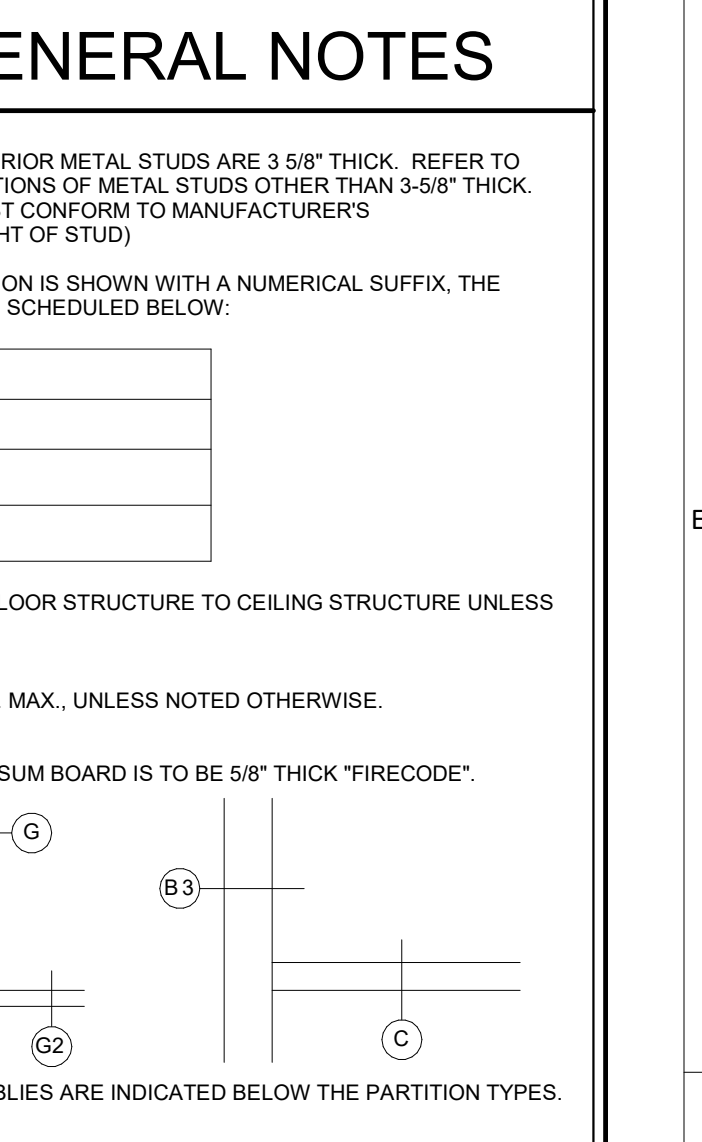 ENERAL NOTES
RIOR METAL STUDS ARE 3 5/8" THICK. REFER TO
TIONS OF METAL STUDS OTHER THAN 3-5/8" THICK.
ST CONFORM TO MANUFACTURER'S
HT OF STUD)
ON IS SHOWN WITH A NUMERICAL SUFFIX, THE
SCHEDULED BELOW:
E
LOOR STRUCTURE TO CEILING STRUCTURE UNLESS
. MAX., UNLESS NOTED OTHERWISE.
SUM BOARD IS TO BE 5/8" THICK "FIRECODE".
G
B 3
G2
C
BLIES ARE INDICATED BELOW THE PARTITION TYPES.